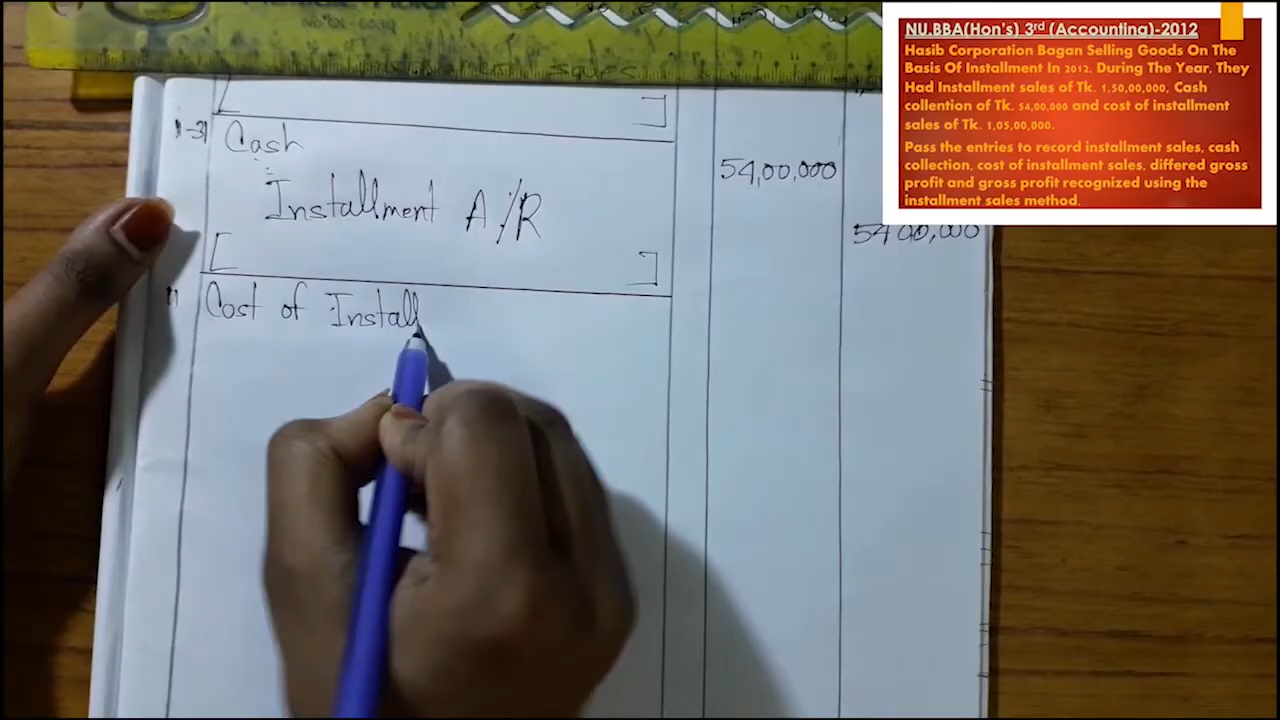 NU.BBA(Hon's) 3rd (Accounting)-2012
Hasib Corporation Bagan Selling Goods On The
Basis Of Installment In 2012. During The Year, They
Had Installment sales of Tk. 1,50,00,000, Cash
collention of Tk. 54,00,000 and cost of installment
sales of Tk. 1,05,00,000.
Pass the entries to record installment sales, cash
collection, cost of installment sales, differed gross
profit and gross profit recognized using the
installment sales method.
Cash
54,00,000
Installment A/R
54,00,000
Cost of Install